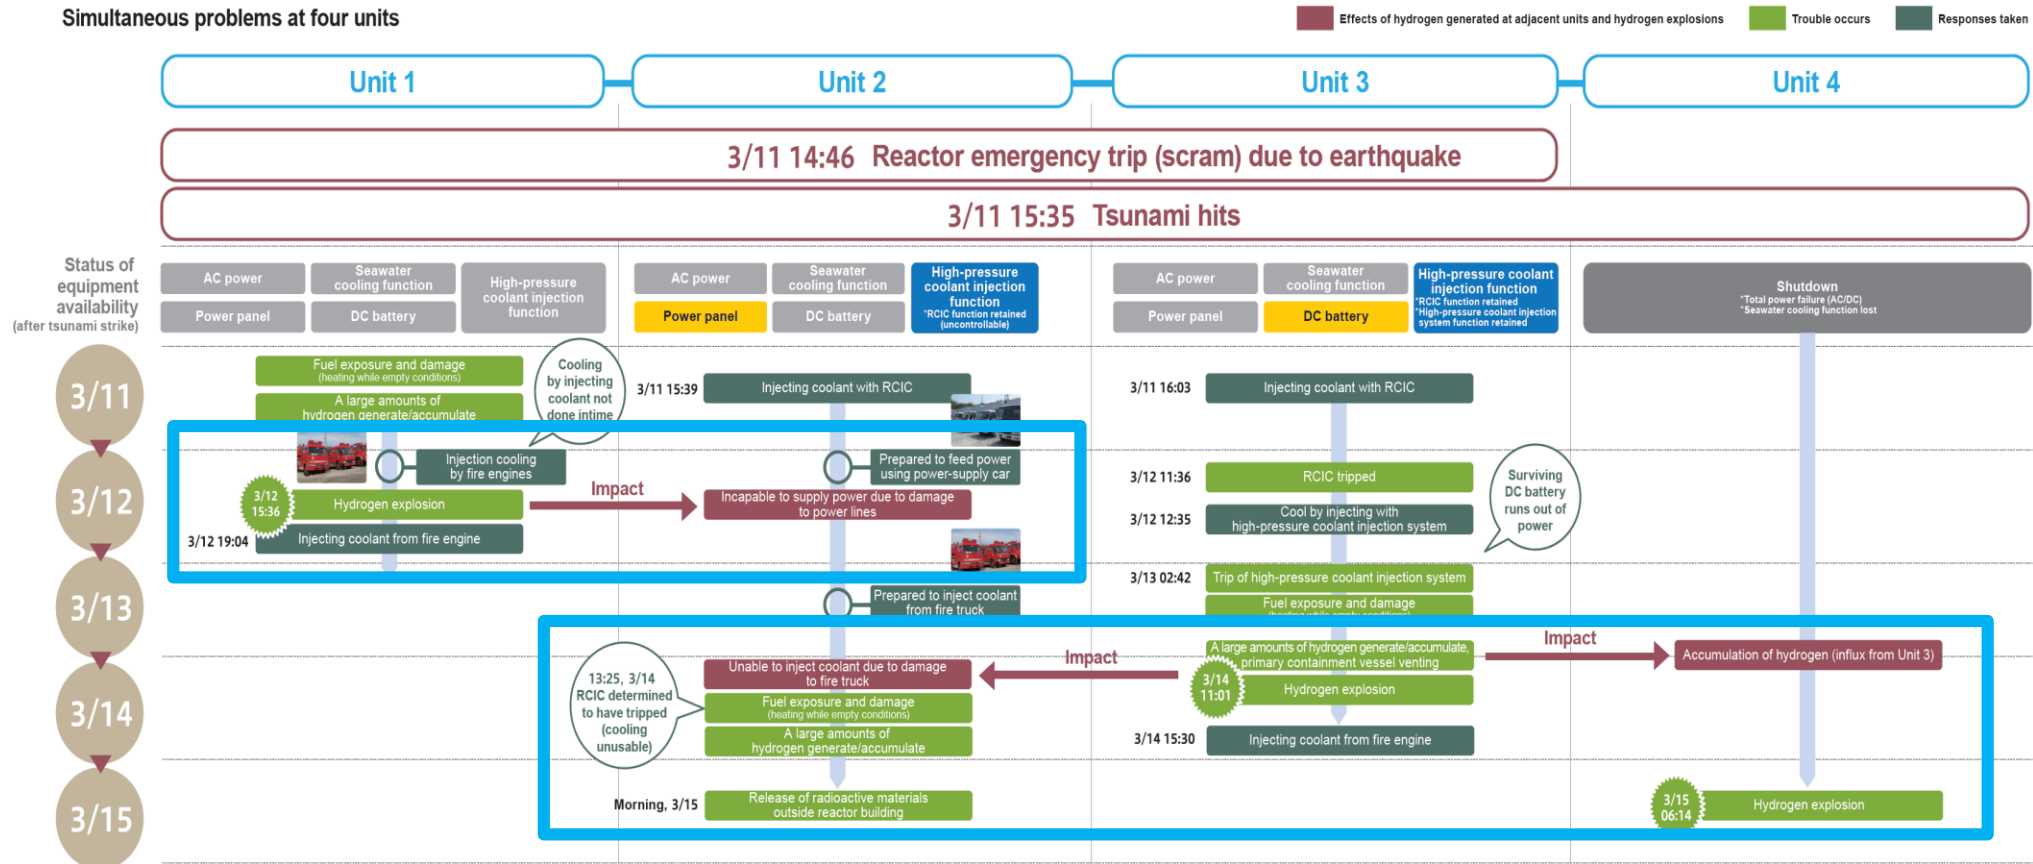 Simultaneous problems at four units
Effects of hydrogen generated at adjacent units and hydrogen explosions
Trouble occurs
Responses taken
Unit 1
Unit 2
Unit 3
Unit 4
3/11 14:46 Reactor emergency trip (scram) due to earthquake
3/11 15:35 Tsunami hits
Status of
equipment
availability
(after tsunami strike)
AC power
Seawater
cooling function
High-pressure
coolant injection
function
Power panel
DC battery
AC power
Seawater
cooling function
High-pressure
coolant injection
function
*RCIC function retained
(uncontrollable)
Power panel
DC battery
AC power
Seawater
cooling function
High-pressure coolant
injection function
*RCIC function retained
*High-pressure coolant injection
system function retained
Power panel
DC battery
Shutdown
*Total power failure (AC/DC)
*Seawater cooling function lost
3/11
Fuel exposure and damage
(heating while empty conditions)
A large amounts of
hydrogen generate/accumulate
Cooling
by injecting
coolant not
done intime
3/11 15:39
Injecting coolant with RCIC
3/11 16:03
Injecting coolant with RCIC
3/12
Injection cooling
by fire engines
3/12
15:36
Hydrogen explosion
3/12 19:04
Injecting coolant from fire engine
Impact
Prepared to feed power
using power-supply car
Incapable to supply power due to damage
to power lines
3/12 11:36
RCIC tripped
3/12 12:35
Cool by injecting with
high-pressure coolant injection system
Surviving
DC battery
runs out of
power
3/13
Prepared to inject coolant
from fire truck
3/13 02:42
Trip of high-pressure coolant injection system
Fuel exposure and damage
(heating while empty conditions)
A large amounts of hydrogen generate/accumulate,
primary containment vessel venting
Impact
Impact
Accumulation of hydrogen (influx from Unit 3)
3/14
13:25, 3/14
RCIC determined
to have tripped
(cooling
unusable)
Unable to inject coolant due to damage
to fire truck
Fuel exposure and damage
(heating while empty conditions)
A large amounts of
hydrogen generate/accumulate
3/14
11:01
Hydrogen explosion
3/14 15:30
Injecting coolant from fire engine
3/15
Morning, 3/15
Release of radioactive materials
outside reactor building
3/15
06:14
Hydrogen explosion